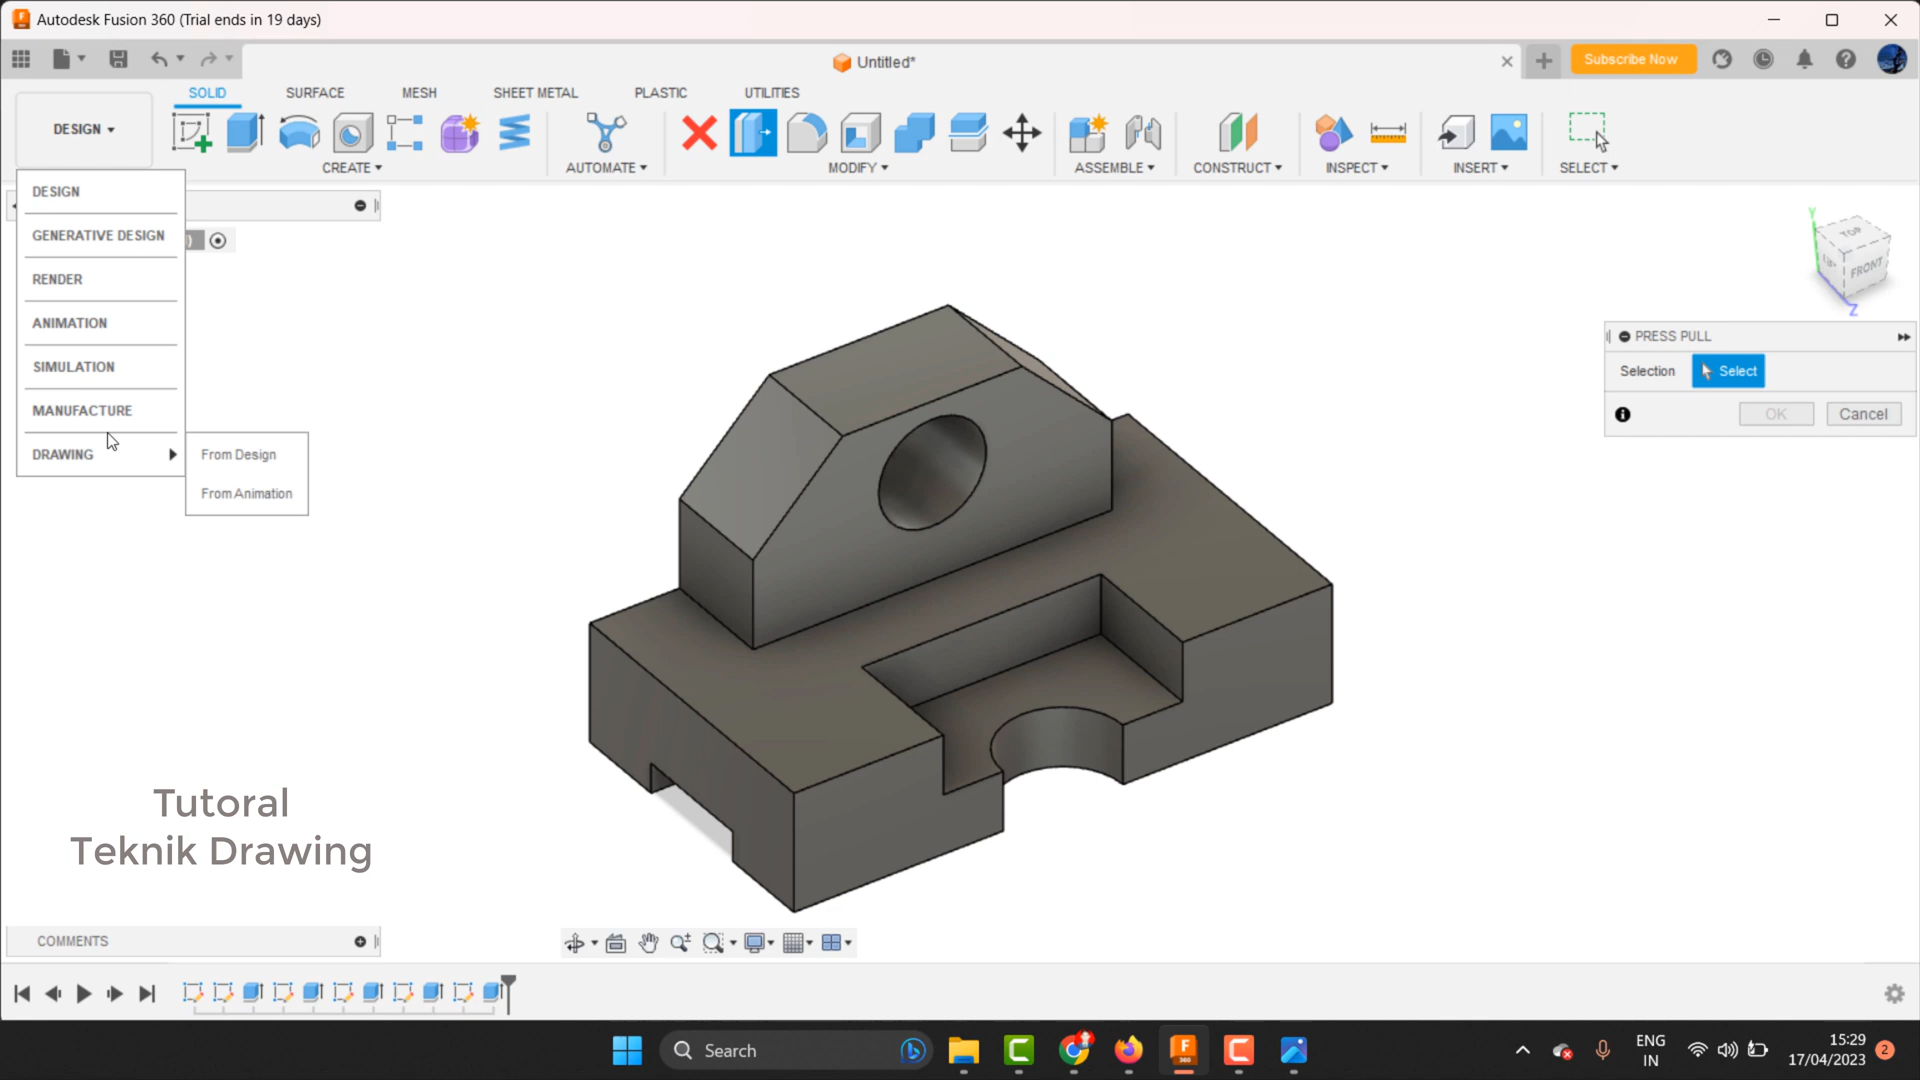 Autodesk Fusion 360 (Trial ends in 19 days)
Untitled*
Subscribe Now
DESIGN
SOLID
SURFACE
MESH
SHEET METAL
PLASTIC
UTILITIES
CREATE
AUTOMATE
MODIFY
ASSEMBLE
CONSTRUCT
INSPECT
INSERT
SELECT
DESIGN
GENERATIVE DESIGN
RENDER
ANIMATION
SIMULATION
MANUFACTURE
DRAWING
From Design
From Animation
TOP
FRONT
Y
Z
PRESS PULL
Selection
Select
OK
Cancel
Tutoral
Teknik Drawing
COMMENTS
Search
ENG
IN
15:29
17/04/2023
2